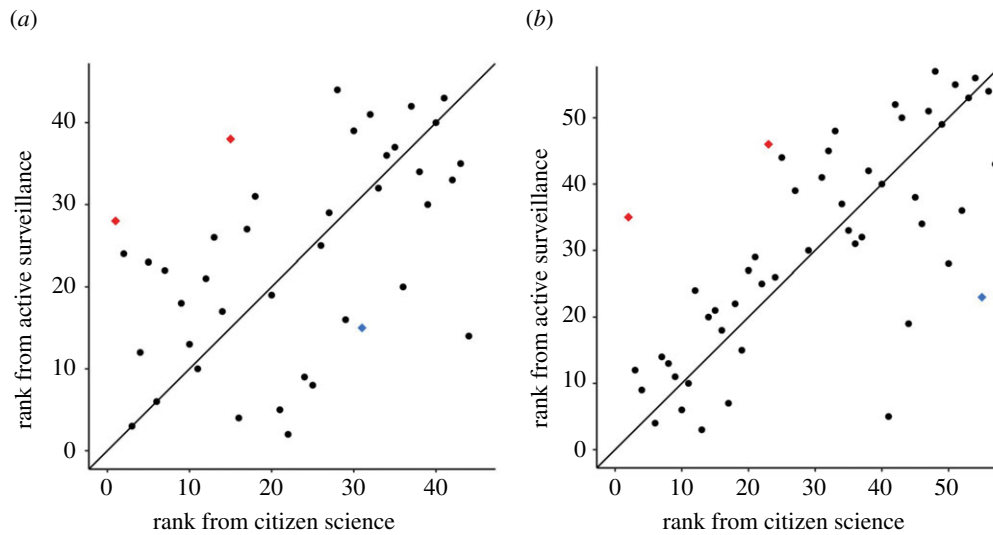 (a)
(b)
rank from active surveillance
40
30
20
10
0
0 10 20 30 40
rank from citizen science
rank from active surveillance
50
40
30
20
10
0
0 10 20 30 40 50
rank from citizen science